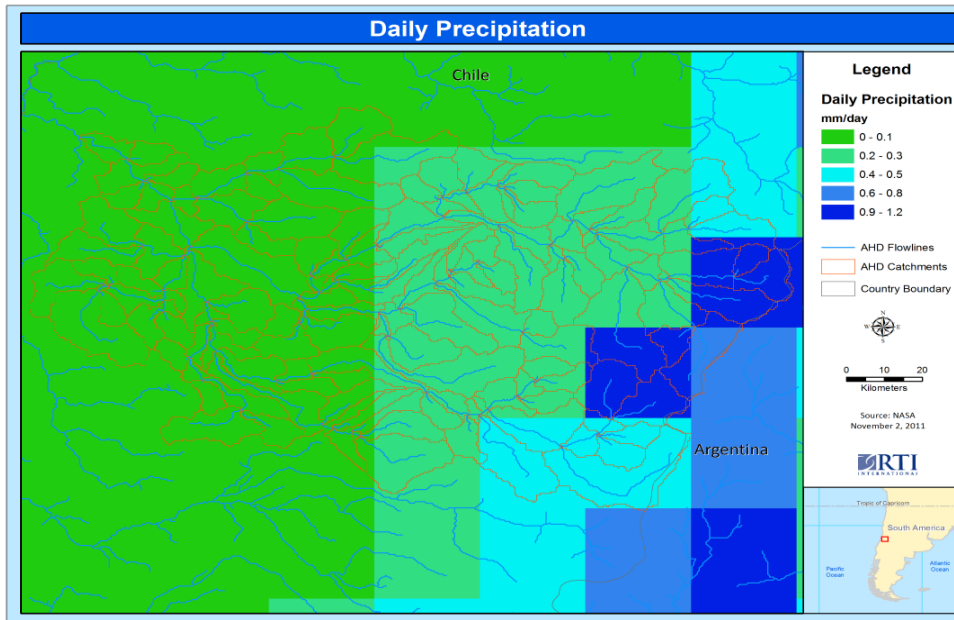 Daily Precipitation
Chile
Argentina
Legend
Daily Precipitation
mm/day
0 - 0.1
0.2 - 0.3
0.4 - 0.5
0.6 - 0.8
0.9 - 1.2
AHD Flowlines
AHD Catchments
Country Boundary
N
W E
S
0 5 10 20
Kilometers
Source: NASA
November 2, 2011
RTI
INTERNATIONAL
Tropic of Capricorn
South America
Pacific
Ocean
Atlantic
Ocean